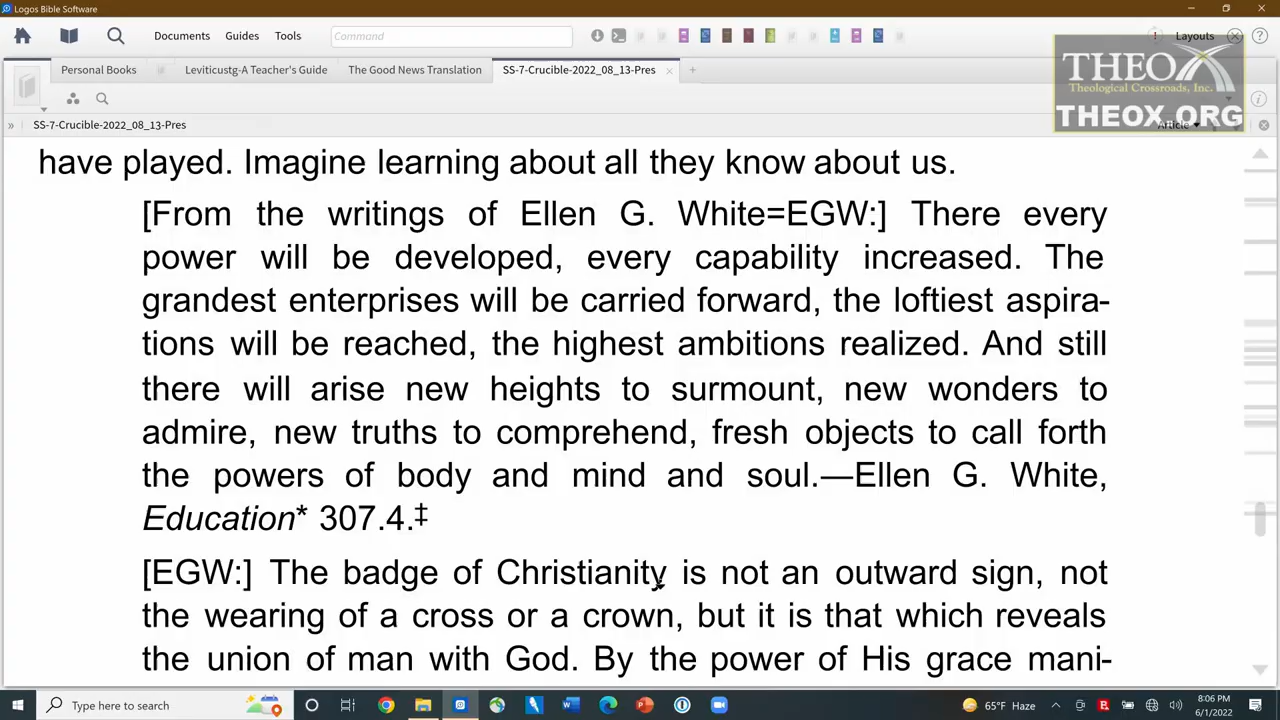 Logos Bible Software
Documents Guides Tools Command Layouts
Personal Books Leviticustg-A Teacher's Guide The Good News Translation SS-7-Crucible-2022_08_13-Pres
THEOX
Theological Crossroads, Inc.
THEOX.ORG
SS-7-Crucible-2022_08_13-Pres Article
have played. Imagine learning about all they know about us.
[From the writings of Ellen G. White=EGW:] There every
power will be developed, every capability increased. The
grandest enterprises will be carried forward, the loftiest aspira-
tions will be reached, the highest ambitions realized. And still
there will arise new heights to surmount, new wonders to
admire, new truths to comprehend, fresh objects to call forth
the powers of body and mind and soul.—Ellen G. White,
Education* 307.4.‡
[EGW:] The badge of Christianity is not an outward sign, not
the wearing of a cross or a crown, but it is that which reveals
the union of man with God. By the power of His grace mani-
Type here to search 65°F Haze 8:06 PM
6/1/2022